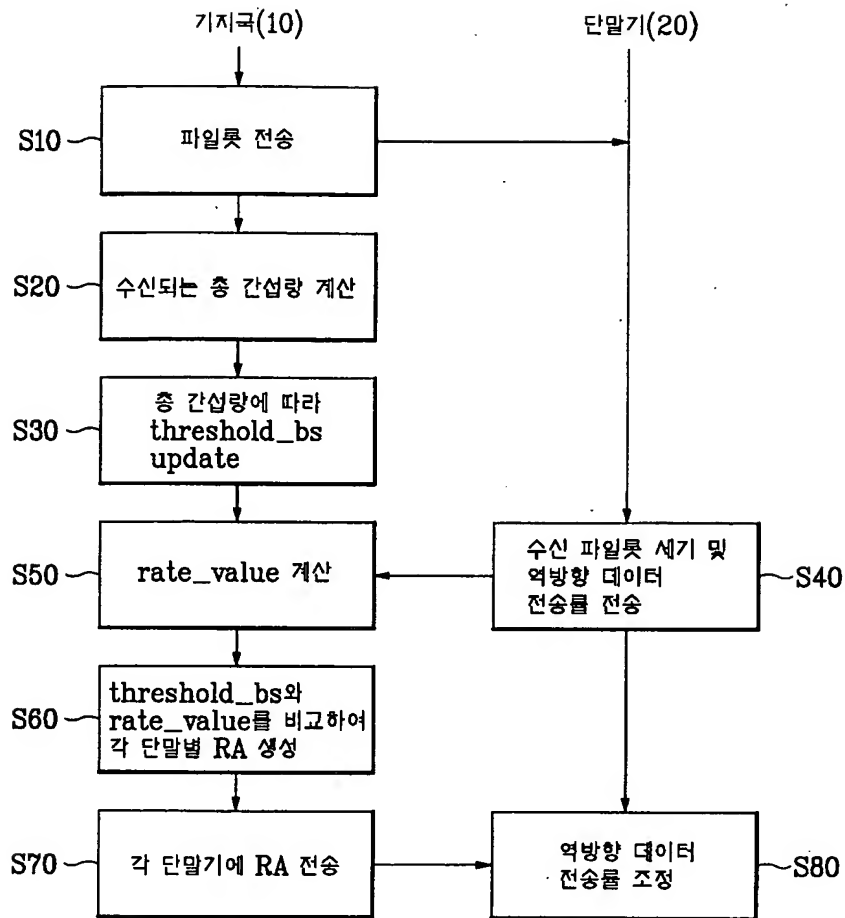 기지국(10)
단말기(20)
S10
파일롯 전송
S20
수신되는 총 간섭량 계산
S30
총 간섭량에 따라
threshold_bs
update
S50
rate_value 계산
수신 파일롯 세기 및
역방향 데이터
전송률 전송
S40
S60
threshold_bs와
rate_value를 비교하여
각 단말별 RA 생성
S70
각 단말기에 RA 전송
역방향 데이터
전송률 조정
S80